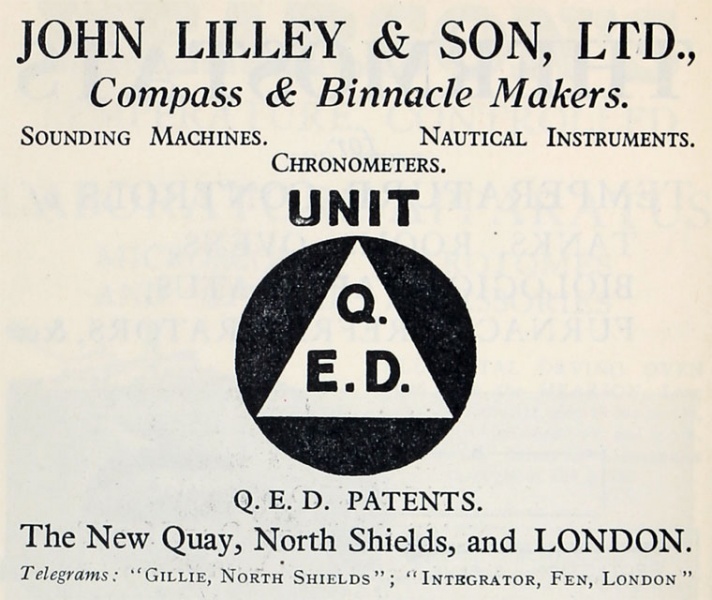 JOHN LILLEY & SON, LTD.,
Compass & Binnacle Makers.
SOUNDING MACHINES. NAUTICAL INSTRUMENTS.
CHRONOMETERS.
UNIT
Q.
E. D.
Q. E. D. PATENTS.
The New Quay, North Shields, and LONDON.
Telegrams: "GILLIE, NORTH SHIELDS"; "INTEGRATOR, FEN, LONDON"